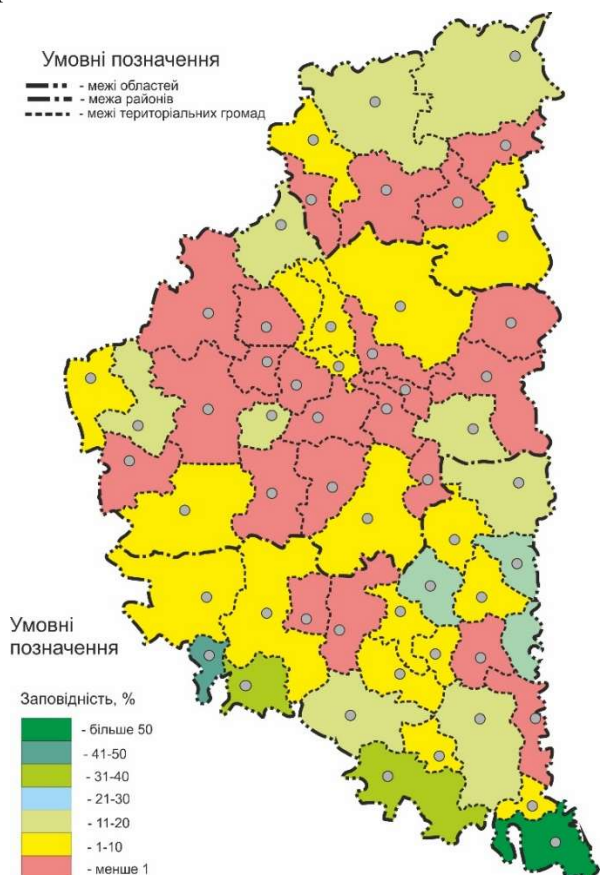 Умовні позначення
- межі областей
- межа районів
- межі територіальних громад
Умовні
позначення
Заповідність, %
- більше 50
- 41-50
- 31-40
- 21-30
- 11-20
- 1-10
- менше 1